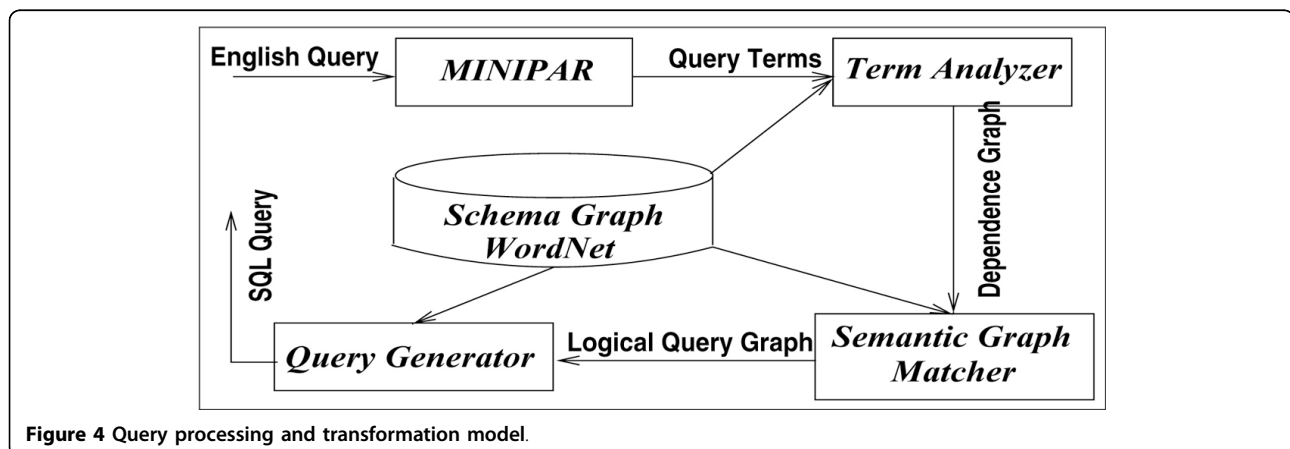 English Query
MINIPAR
Query Terms
Term Analyzer
Dependence Graph
Schema Graph
WordNet
SQL Query
Query Generator
Logical Query Graph
Semantic Graph
Matcher
Figure 4 Query processing and transformation model.